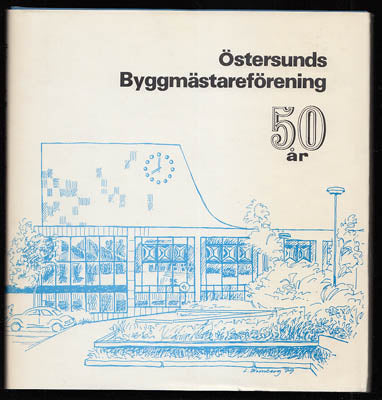 Östersunds
Byggmästareförening
50
år